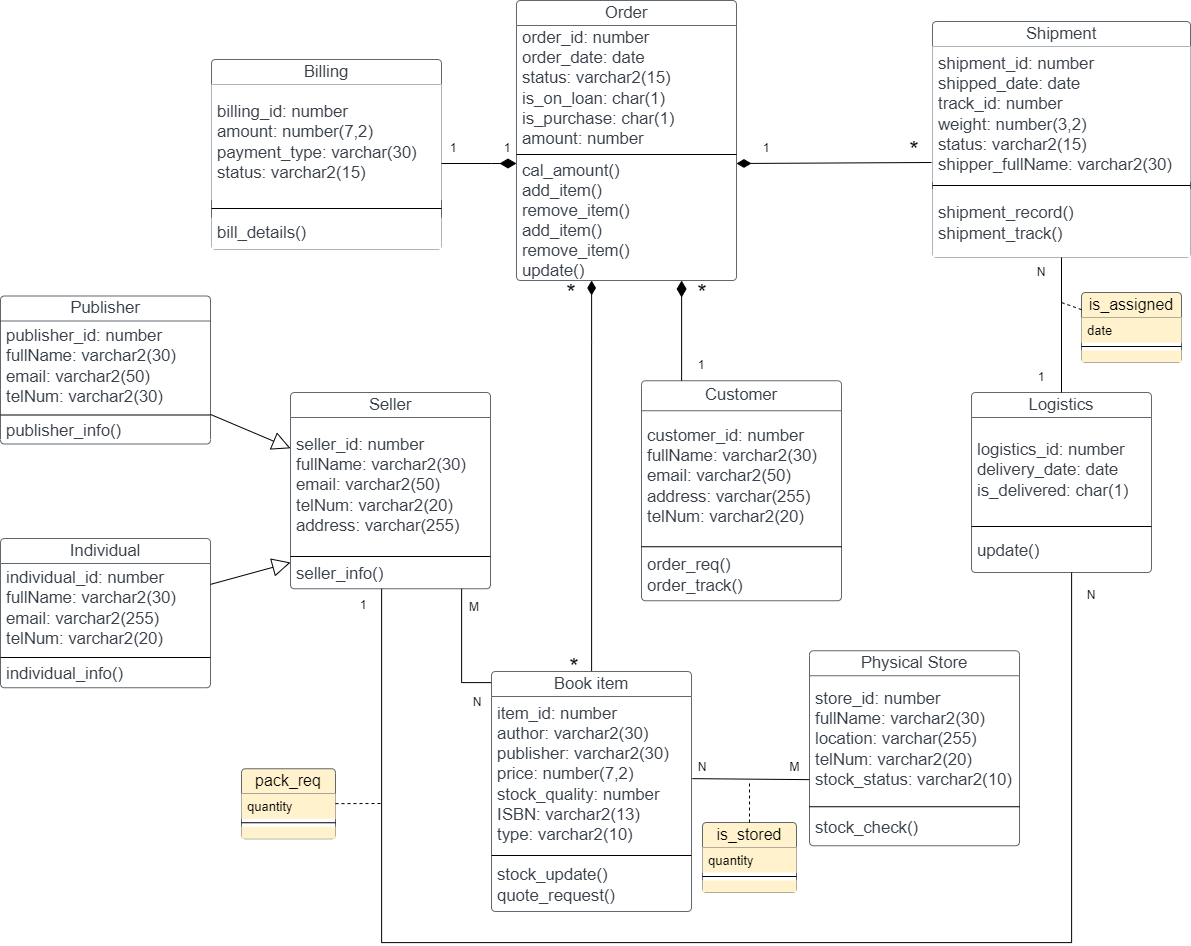 Order
order_id: number
order_date: date
status: varchar2(15)
is_on_loan: char(1)
is_purchase: char(1)
amount: number
cal_amount()
add_item()
remove_item()
add_item()
remove_item()
update()
Shipment
shipment_id: number
shipped_date: date
track_id: number
weight: number(3,2)
status: varchar2(15)
shipper_fullName: varchar2(30)
shipment_record()
shipment_track()
Billing
billing_id: number
amount: number(7,2)
payment_type: varchar(30)
status: varchar2(15)
bill_details()
1
1
1
*
*
*
N
is_assigned
date
1
1
Publisher
publisher_id: number
fullName: varchar2(30)
email: varchar2(50)
telNum: varchar2(30)
publisher_info()
Seller
seller_id: number
fullName: varchar2(30)
email: varchar2(50)
telNum: varchar2(20)
address: varchar(255)
seller_info()
Customer
customer_id: number
fullName: varchar2(30)
email: varchar2(50)
address: varchar(255)
telNum: varchar2(20)
order_req()
order_track()
Logistics
logistics_id: number
delivery_date: date
is_delivered: char(1)
update()
Individual
individual_id: number
fullName: varchar2(30)
email: varchar2(255)
telNum: varchar2(20)
individual_info()
1
M
N
*
N
Book item
item_id: number
author: varchar2(30)
publisher: varchar2(30)
price: number(7,2)
stock_quality: number
ISBN: varchar2(13)
type: varchar2(10)
stock_update()
quote_request()
N
M
Physical Store
store_id: number
fullName: varchar2(30)
location: varchar(255)
telNum: varchar2(20)
stock_status: varchar2(10)
stock_check()
pack_req
quantity
is_stored
quantity